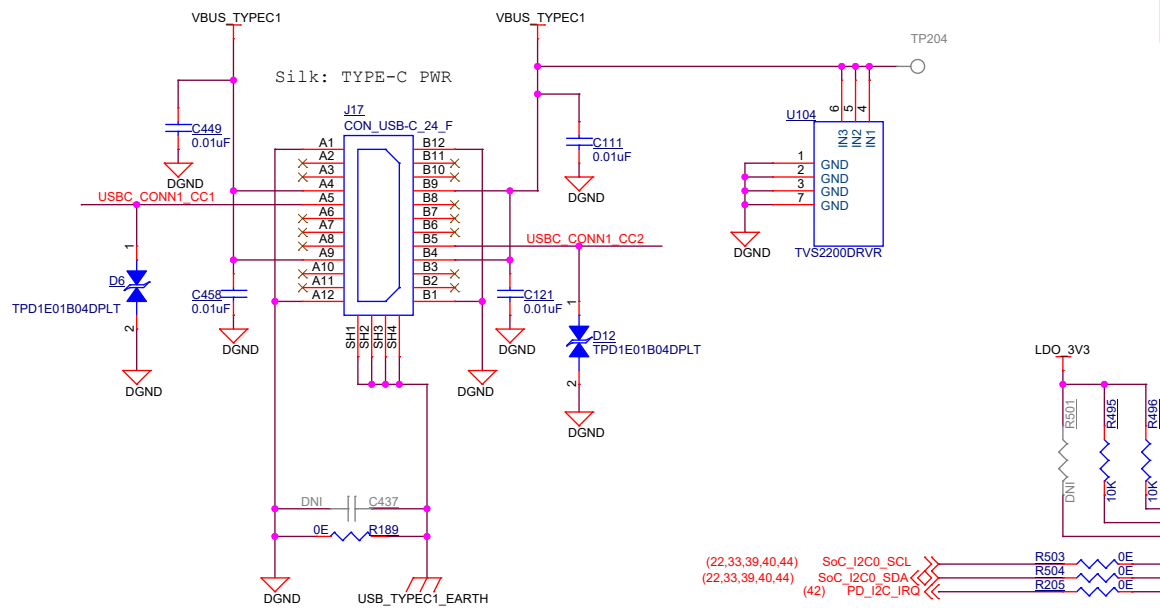 VBUS_TYPEC1
VBUS_TYPEC1
TP204
Silk: TYPE-C PWR
J17
CON_USB-C_24_F
U104
6
5
4
IN3
IN2
IN1
C449
0.01uF
C111
0.01uF
DGND
DGND
A1
A2
A3
A4
A5
A6
A7
A8
A9
A10
A11
A12
B12
B11
B10
B9
B8
B7
B6
B5
B4
B3
B2
B1
1 GND
2 GND
3 GND
7 GND
DGND
TVS2200DRVR
USBC_CONN1_CC1
USBC_CONN1_CC2
1
D6
TPD1E01B04DPLT
2
DGND
C458
0.01uF
DGND
C121
0.01uF
DGND
1
D12
TPD1E01B04DPLT
2
DGND
SH1
SH2
SH3
SH4
DGND
LDO_3V3
R501
DNI
R495
10K
R496
10K
DNI C437
0E R189
DGND
USB_TYPEC1_EARTH
(22,33,39,40,44) SoC_I2C0_SCL R503 0E
(22,33,39,40,44) SoC_I2C0_SDA R504 0E
(42) PD_I2C_IRQ R205 0E